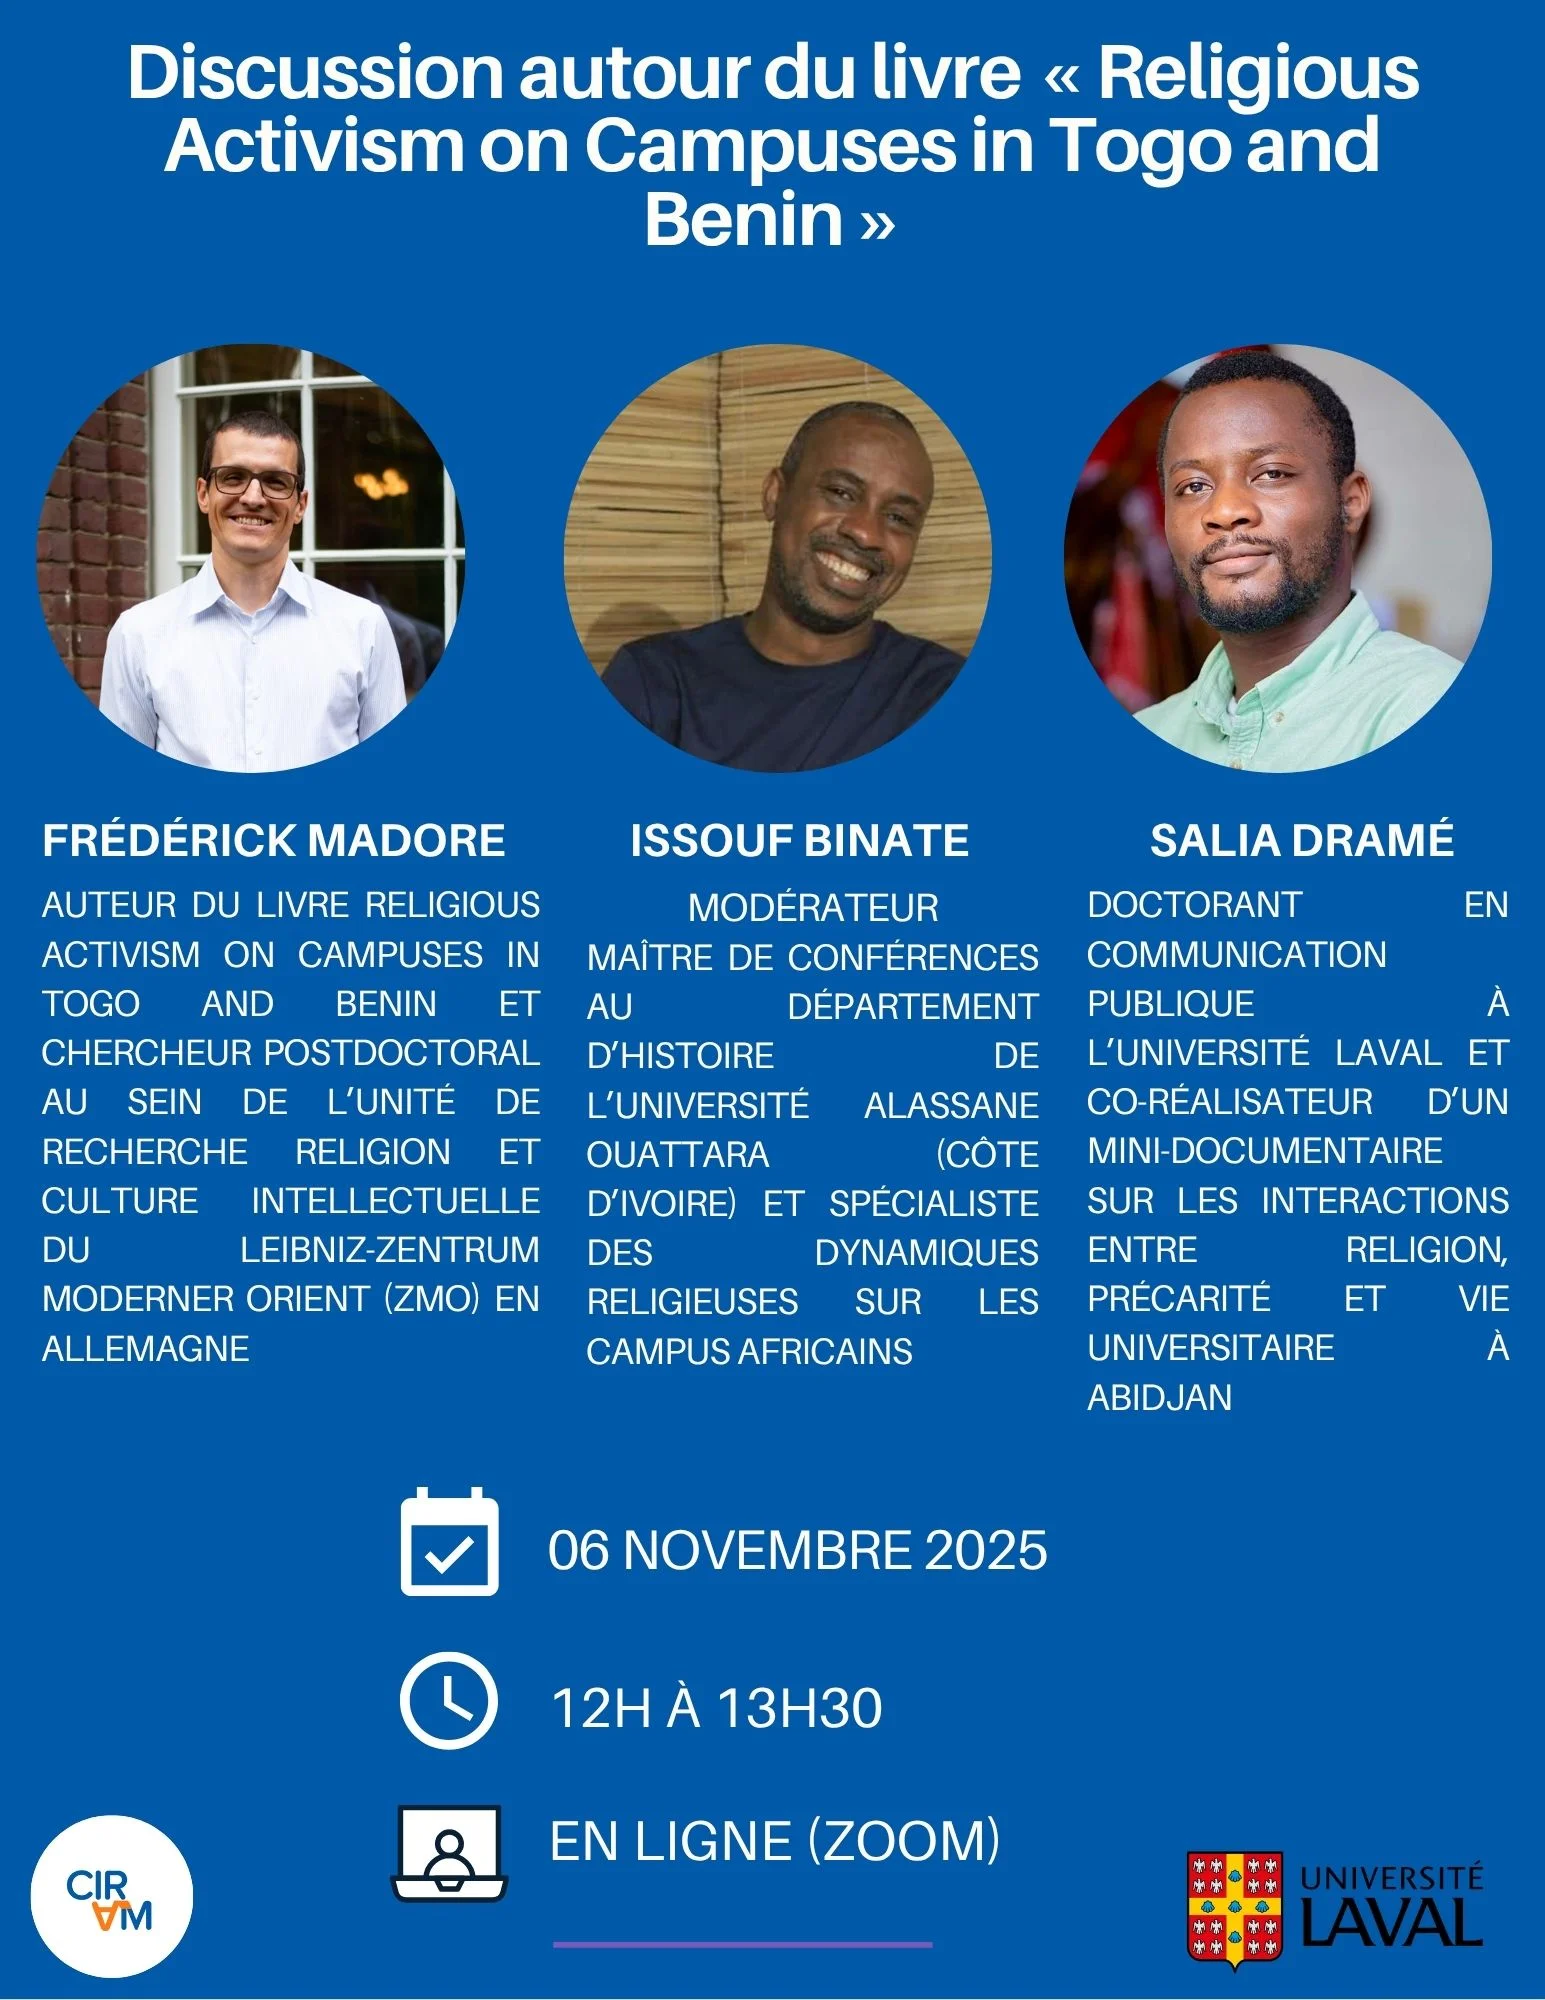 Discussion autour du livre « Religious
Activism on Campuses in Togo and
Benin »
FRÉDÉRICK MADORE
AUTEUR DU LIVRE RELIGIOUS
ACTIVISM ON CAMPUSES IN
TOGO AND BENIN ET
CHERCHEUR POSTDOCTORAL
AU SEIN DE L’UNITÉ DE
RECHERCHE RELIGION ET
CULTURE INTELLECTUELLE
DU LEIBNIZ-ZENTRUM
MODERNER ORIENT (ZMO) EN
ALLEMAGNE
ISSOUF BINATE
MODÉRATEUR
MAÎTRE DE CONFÉRENCES
AU DÉPARTEMENT
D’HISTOIRE DE
L’UNIVERSITÉ ALASSANE
OUATTARA (CÔTE
D’IVOIRE) ET SPÉCIALISTE
DES DYNAMIQUES
RELIGIEUSES SUR LES
CAMPUS AFRICAINS
SALIA DRAMÉ
DOCTORANT EN
COMMUNICATION
PUBLIQUE À
L’UNIVERSITÉ LAVAL ET
CO-RÉALISATEUR D’UN
MINI-DOCUMENTAIRE
SUR LES INTERACTIONS
ENTRE RELIGION,
PRÉCARITÉ ET VIE
UNIVERSITAIRE À
ABIDJAN
06 NOVEMBRE 2025
12H À 13H30
EN LIGNE (ZOOM)
CIR
AM
UNIVERSITÉ
LAVAL